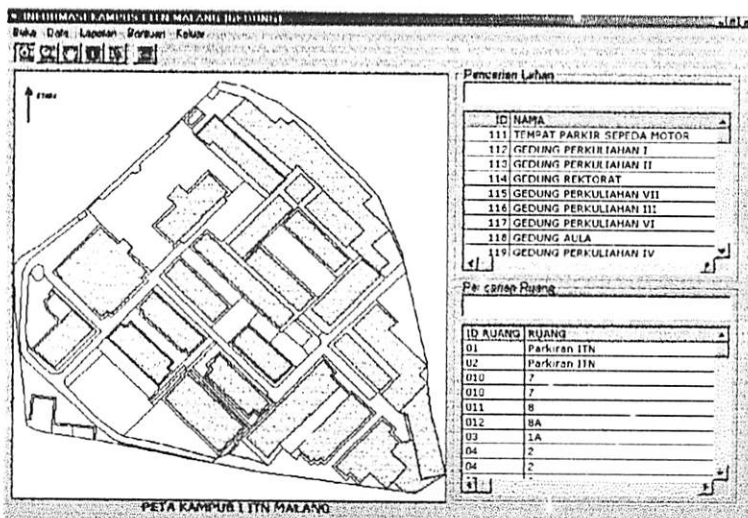 INFORMASI KAMPUS I ITN MALANG (GEDUNG)
Buka Data Laporan Bantuan Keluar
UTARA
Pencarian Lahan
ID NAMA
111 TEMPAT PARKIR SEPEDA MOTOR
112 GEDUNG PERKULIAHAN I
113 GEDUNG PERKULIAHAN II
114 GEDUNG REKTORAT
115 GEDUNG PERKULIAHAN VII
116 GEDUNG PERKULIAHAN III
117 GEDUNG PERKULIAHAN VI
118 GEDUNG AULA
119 GEDUNG PERKULIAHAN IV
Pencarian Ruang
ID RUANG RUANG
01 Parkiran ITN
02 Parkiran ITN
010 7
010 7
011 8
012 8A
03 1A
04 2
04 2
PETA KAMPUS I ITN MALANG